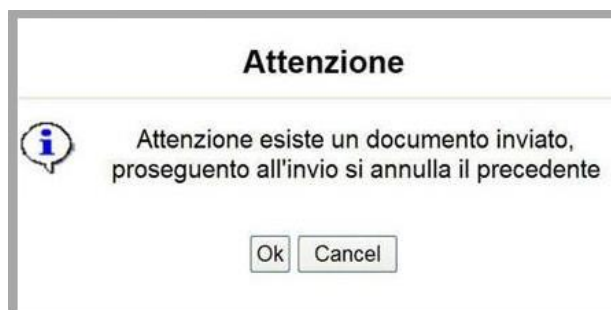 Attenzione
Attenzione esiste un documento inviato,
proseguento all'invio si annulla il precedente
Ok Cancel